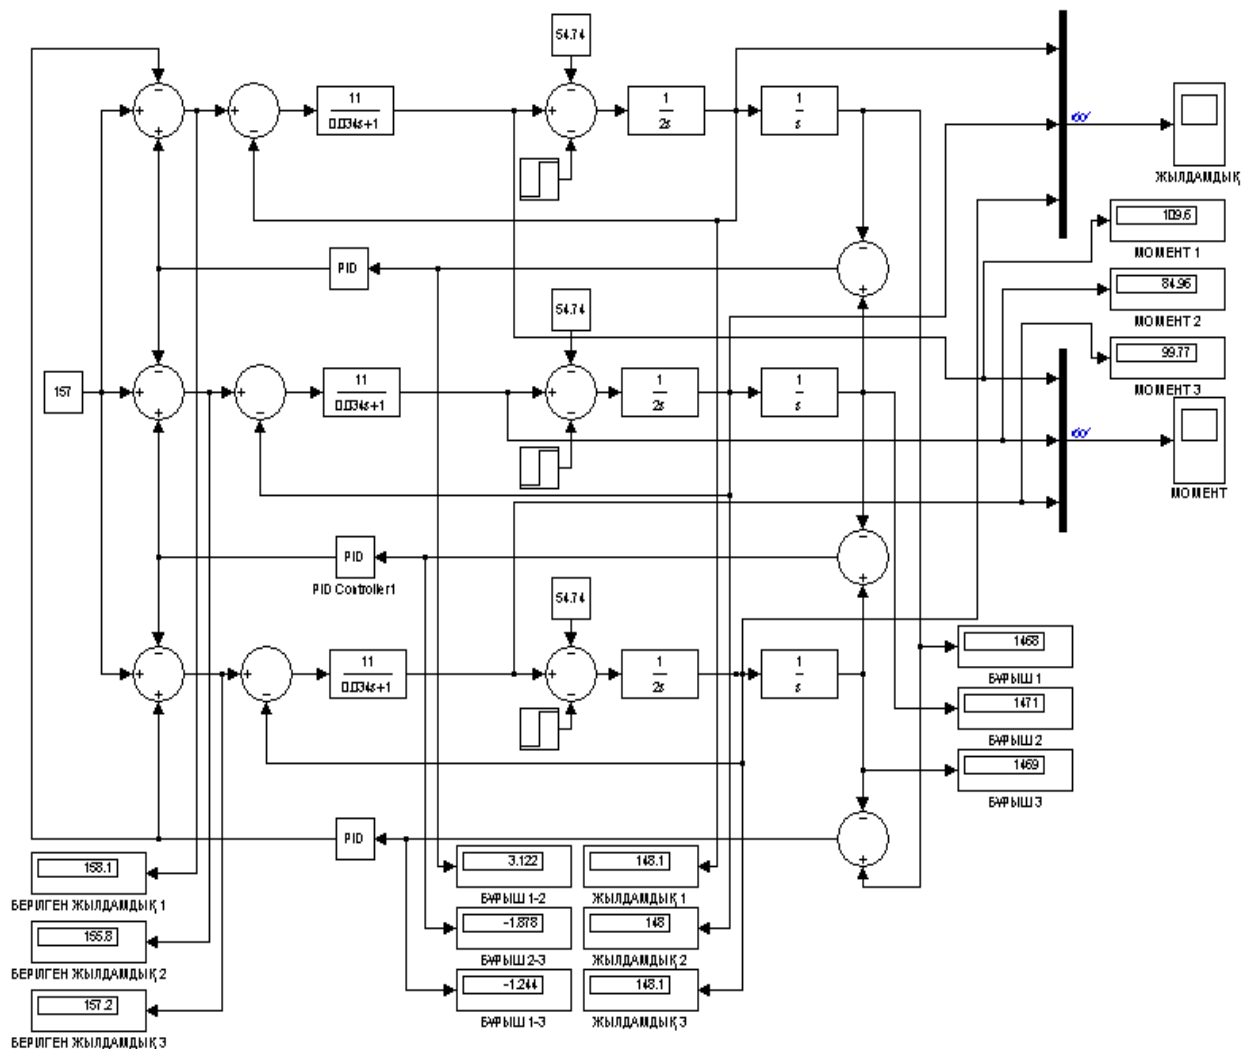 54.74
11
0.034s+1
1
2s
1
s
ЖЫЛДАМДЫҚ
109.6
МОМЕНТ 1
PID
84.96
МОМЕНТ 2
54.74
99.77
МОМЕНТ 3
157
11
0.034s+1
1
2s
1
s
МОМЕНТ
PID
PID Controller1
54.74
11
0.034s+1
1
2s
1
s
1468
БҰРЫШ 1
1471
БҰРЫШ 2
1469
БҰРЫШ 3
PID
158.1
БЕРІЛГЕН ЖЫЛДАМДЫҚ 1
3.122
БҰРЫШ 1-2
148.1
ЖЫЛДАМДЫҚ 1
155.8
БЕРІЛГЕН ЖЫЛДАМДЫҚ 2
-1.878
БҰРЫШ 2-3
148
ЖЫЛДАМДЫҚ 2
157.2
БЕРІЛГЕН ЖЫЛДАМДЫҚ 3
-1.244
БҰРЫШ 1-3
148.1
ЖЫЛДАМДЫҚ 3